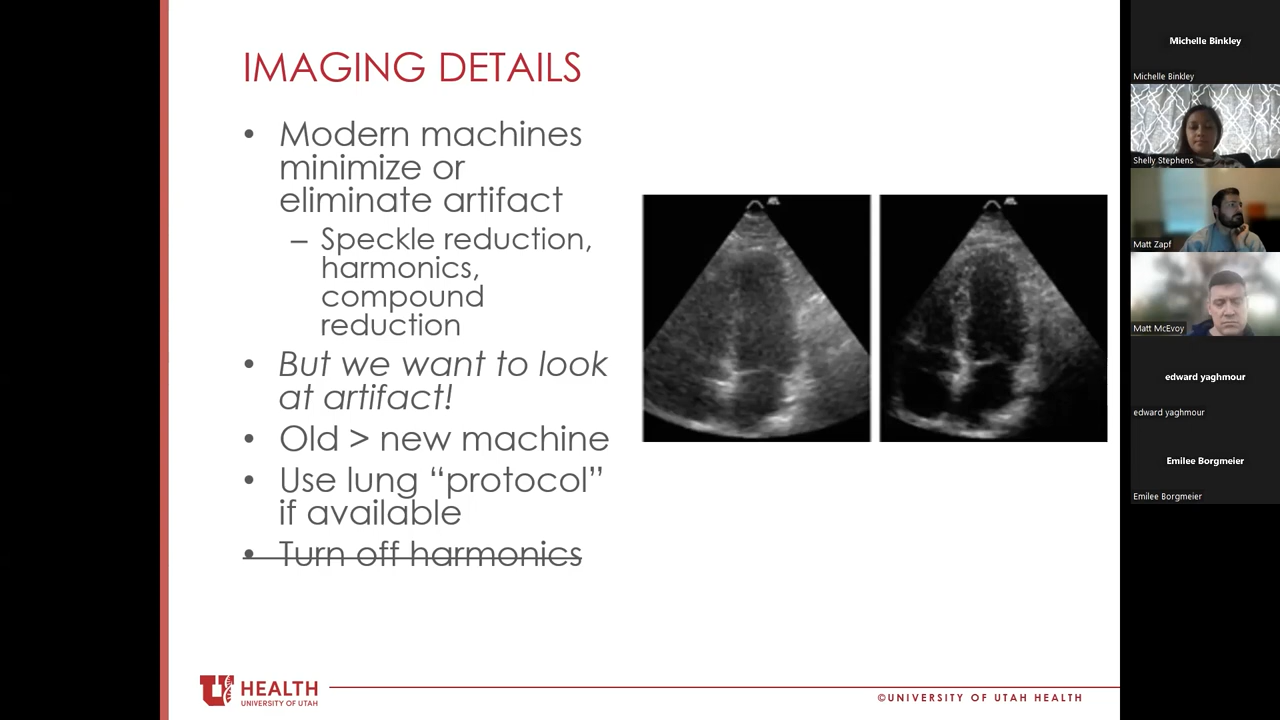 IMAGING DETAILS
• Modern machines
minimize or
eliminate artifact
– Speckle reduction,
harmonics,
compound
reduction
• But we want to look
at artifact!
• Old > new machine
• Use lung “protocol”
if available
• Turn off harmonics
U HEALTH
UNIVERSITY OF UTAH
©UNIVERSITY OF UTAH HEALTH
Michelle Binkley
Michelle Binkley
Shelly Stephens
Matt Zapf
Matt McEvoy
edward yaghmour
edward yaghmour
Emilee Borgmeier
Emilee Borgmeier